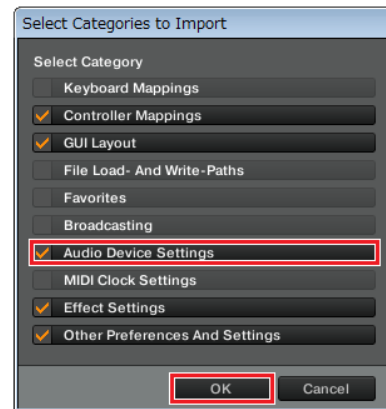 Select Categories to Import
Select Category
Keyboard Mappings
Controller Mappings
GUI Layout
File Load- And Write-Paths
Favorites
Broadcasting
Audio Device Settings
MIDI Clock Settings
Effect Settings
Other Preferences And Settings
OK Cancel